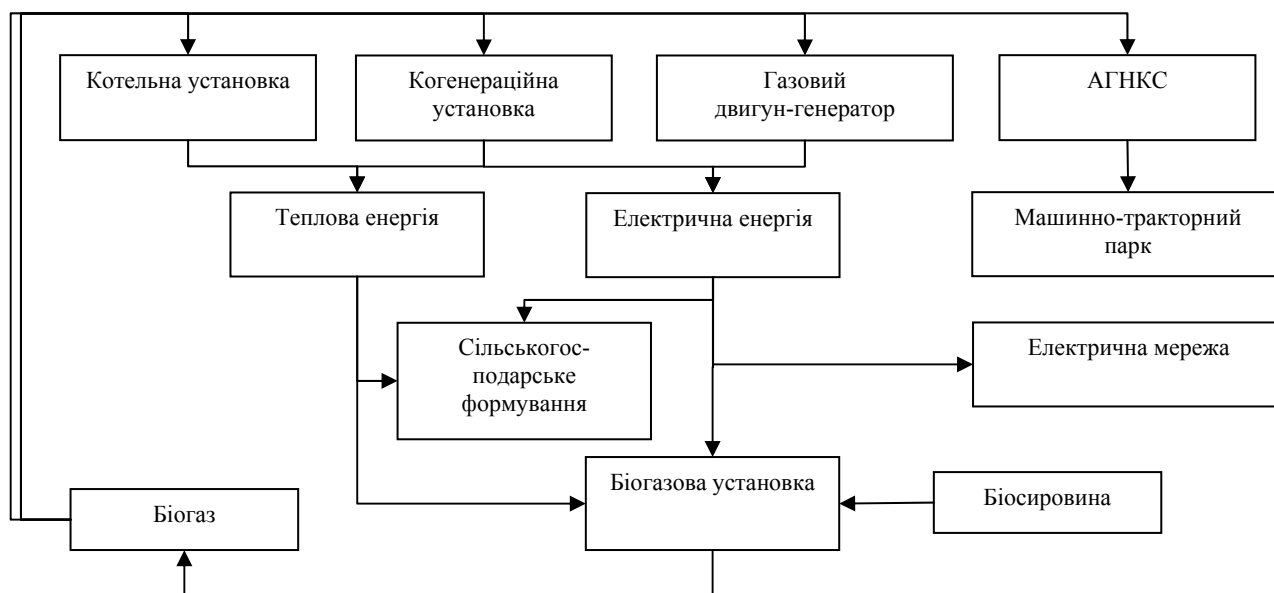 Котельна установка
Когенераційна
установка
Газовий
двигун-генератор
АГНКС
Теплова енергія
Електрична енергія
Машинно-тракторний
парк
Сільськогос-
подарське
формування
Електрична мережа
Біогазова установка
Біосировина
Біогаз